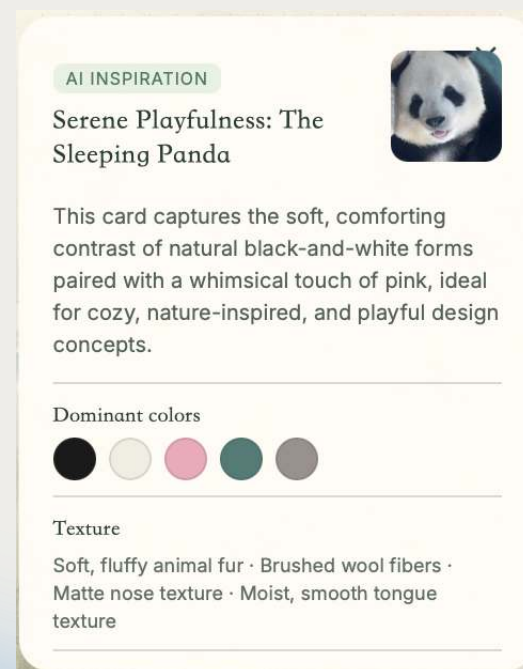 AI INSPIRATION
Serene Playfulness: The
Sleeping Panda
This card captures the soft, comforting
contrast of natural black-and-white forms
paired with a whimsical touch of pink, ideal
for cozy, nature-inspired, and playful design
concepts.
Dominant colors
Texture
Soft, fluffy animal fur · Brushed wool fibers ·
Matte nose texture · Moist, smooth tongue
texture